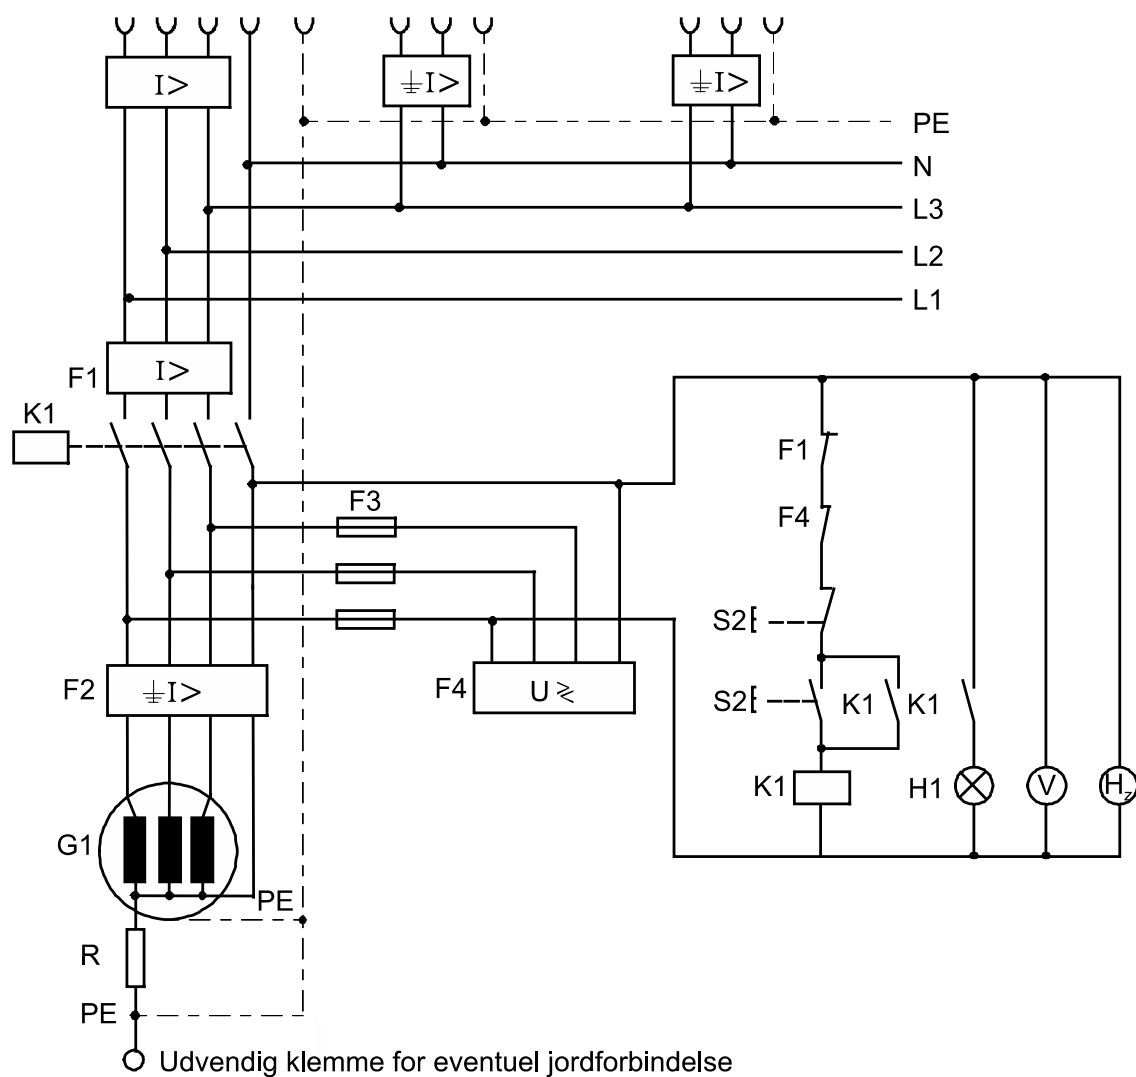 I>
I>
I>
PE
N
L3
L2
L1
F1
I>
K1
F1
F3
F4
S2
F2
I>
F4
U
S2
K1
K1
K1
H1
V
Hz
G1
PE
R
PE
Udvendig klemme for eventuel jordforbindelse